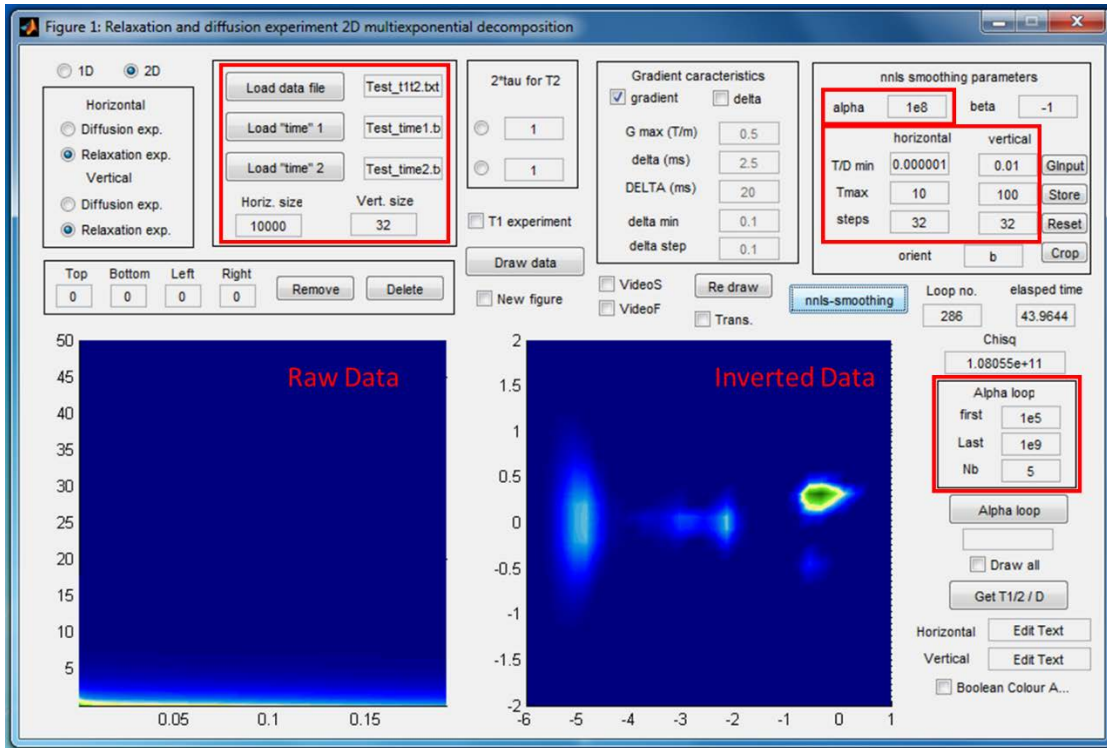 Figure 1: Relaxation and diffusion experiment 2D multiexponential decomposition
1D 2D
Horizontal
Diffusion exp.
Relaxation exp.
Vertical
Diffusion exp.
Relaxation exp.
Load data file Test_t1t2.txt
Load "time" 1 Test_time1.b
Load "time" 2 Test_time2.b
Horiz. size Vert. size
10000 32
2*tau for T2
1
1
T1 experiment
Draw data
New figure
Gradient caracteristics
gradient delta
G max (T/m) 0.5
delta (ms) 2.5
DELTA (ms) 20
delta min 0.1
delta step 0.1
nnls smoothing parameters
alpha 1e8 beta -1
horizontal vertical
T/D min 0.000001 0.01 GInput
Tmax 10 100 Store
steps 32 32 Reset
orient b Crop
Top Bottom Left Right
0 0 0 0 Remove Delete
VideoS Re draw
VideoF Trans.
nnls-smoothing
Loop no. elasped time
286 43.9644
Chisq
1.08055e+11
Alpha loop
first 1e5
Last 1e9
Nb 5
Alpha loop
Draw all
Get T1/2 / D
Horizontal Edit Text
Vertical Edit Text
Boolean Colour A...
Raw Data
50
45
40
35
30
25
20
15
10
5
0.05 0.1 0.15
Inverted Data
2
1.5
1
0.5
0
-0.5
-1
-1.5
-2
-6 -5 -4 -3 -2 -1 0 1